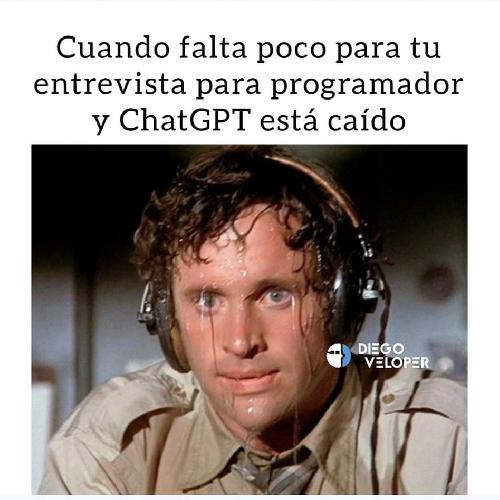 Cuando falta poco para tu
entrevista para programador
y ChatGPT está caído
DIEGO
VELOPER